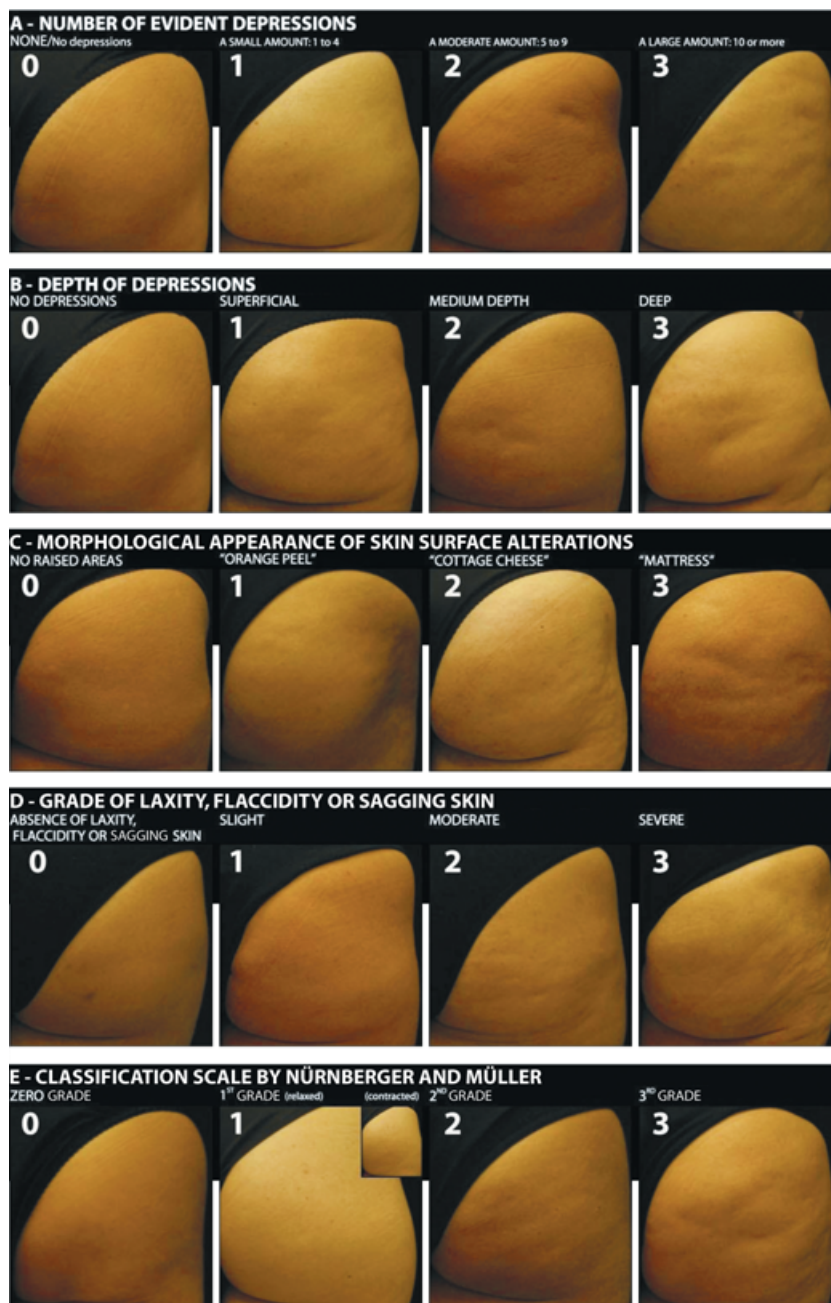 A - NUMBER OF EVIDENT DEPRESSIONS
NONE/No depressions A SMALL AMOUNT: 1 to 4 A MODERATE AMOUNT: 5 to 9 A LARGE AMOUNT: 10 or more
0 1 2 3
B - DEPTH OF DEPRESSIONS
NO DEPRESSIONS SUPERFICIAL MEDIUM DEPTH DEEP
0 1 2 3
C - MORPHOLOGICAL APPEARANCE OF SKIN SURFACE ALTERATIONS
NO RAISED AREAS "ORANGE PEEL" "COTTAGE CHEESE" "MATTRESS"
0 1 2 3
D - GRADE OF LAXITY, FLACCIDITY OR SAGGING SKIN
ABSENCE OF LAXITY, SLIGHT MODERATE SEVERE
FLACCIDITY OR SAGGING SKIN
0 1 2 3
E - CLASSIFICATION SCALE BY NÜRNBERGER AND MÜLLER
ZERO GRADE 1ST GRADE (relaxed) (contracted) 2ND GRADE 3RD GRADE
0 1 2 3